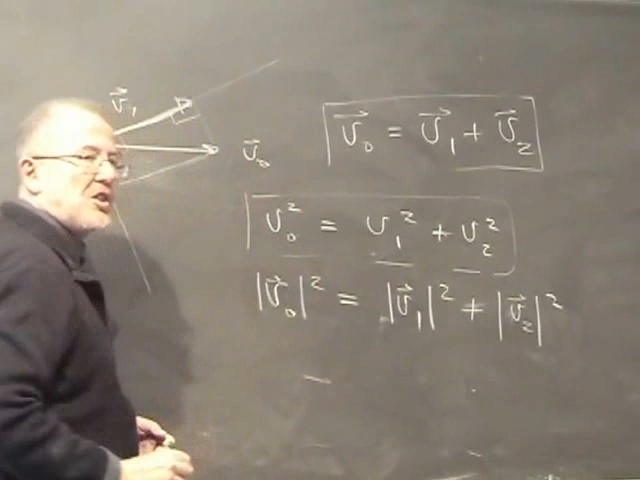 v⃗₁
v⃗₀
v⃗₀ = v⃗₁ + v⃗₂
v₀² = v₁² + v₂²
|v⃗₀|² = |v⃗₁|² + |v⃗₂|²